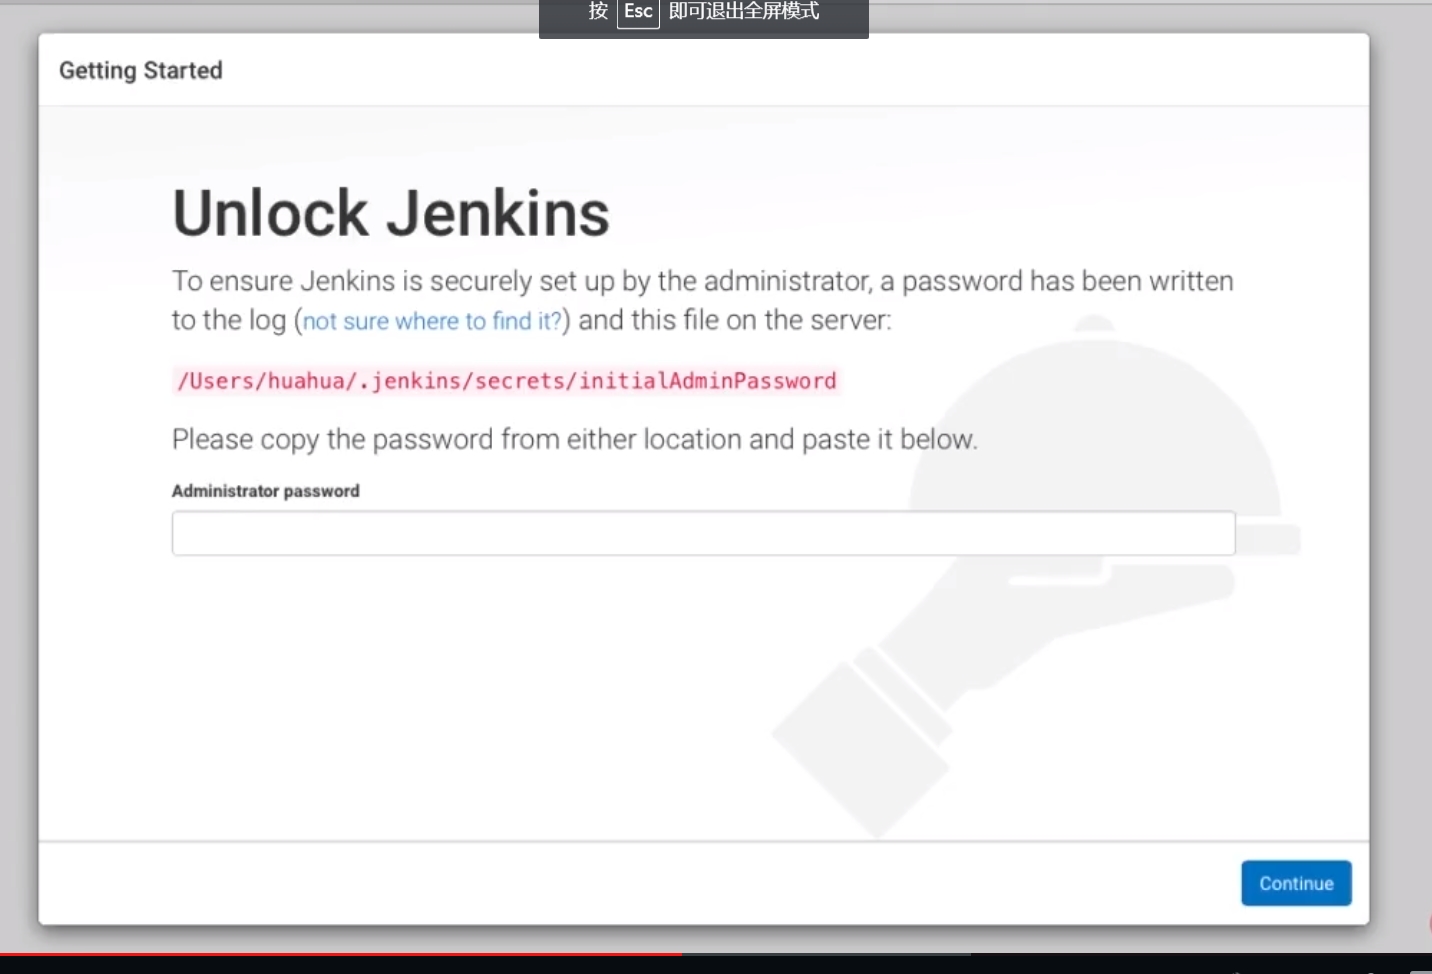 按 Esc 即可退出全屏模式
Getting Started
Unlock Jenkins
To ensure Jenkins is securely set up by the administrator, a password has been written
to the log (not sure where to find it?) and this file on the server:
/Users/huahua/.jenkins/secrets/initialAdminPassword
Please copy the password from either location and paste it below.
Administrator password
Continue